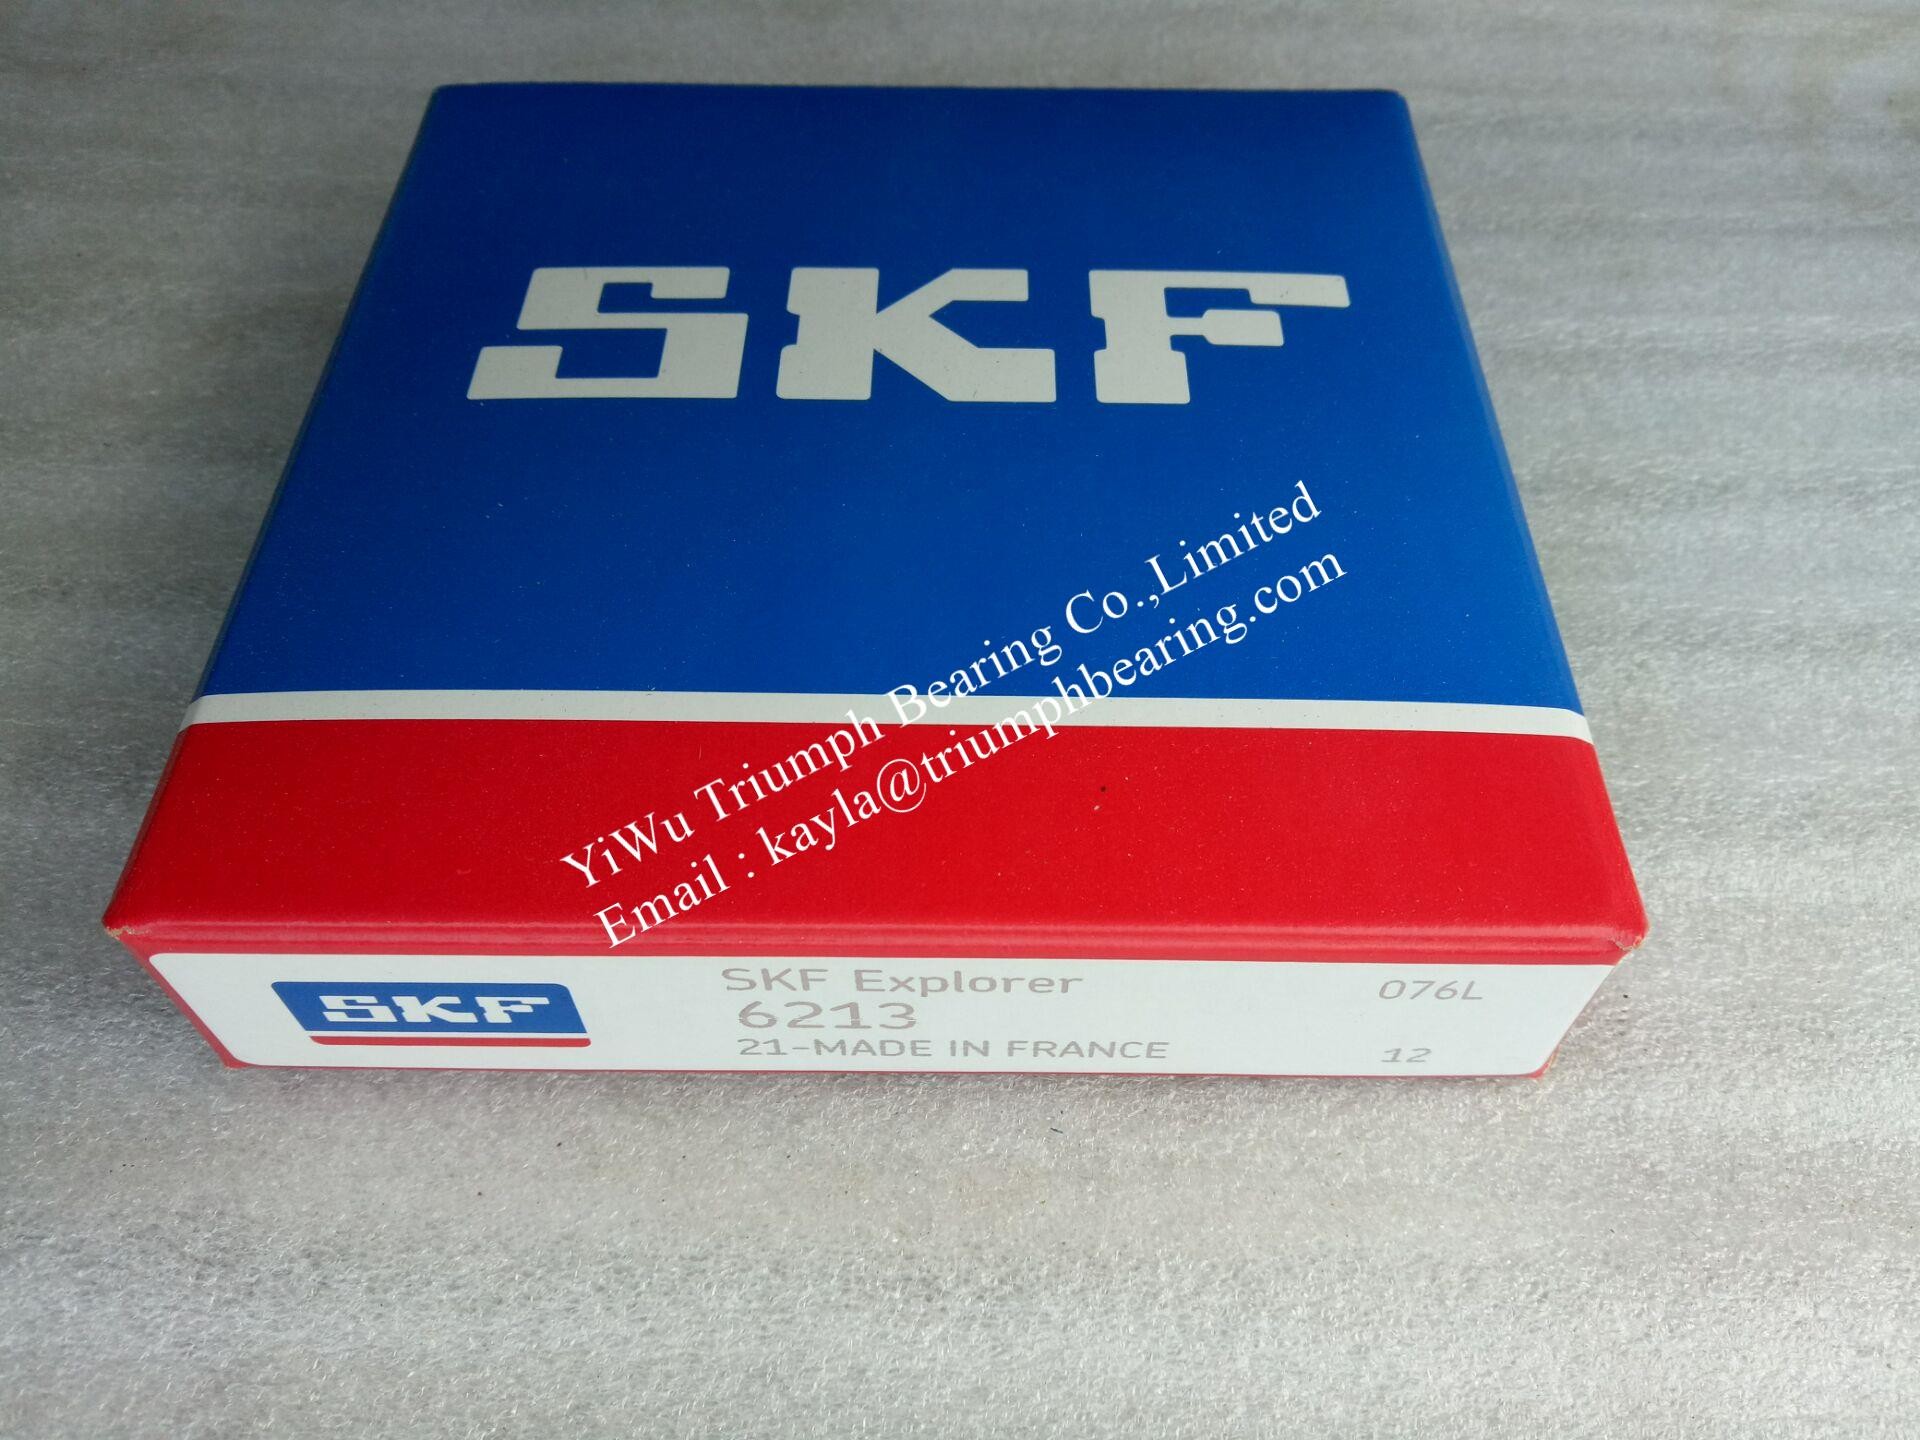 SKF
YiWu Triumph Bearing Co.,Limited
Email : kayla@triumphbearing.com
SKF
SKF Explorer
6213
21-MADE IN FRANCE
076L
12